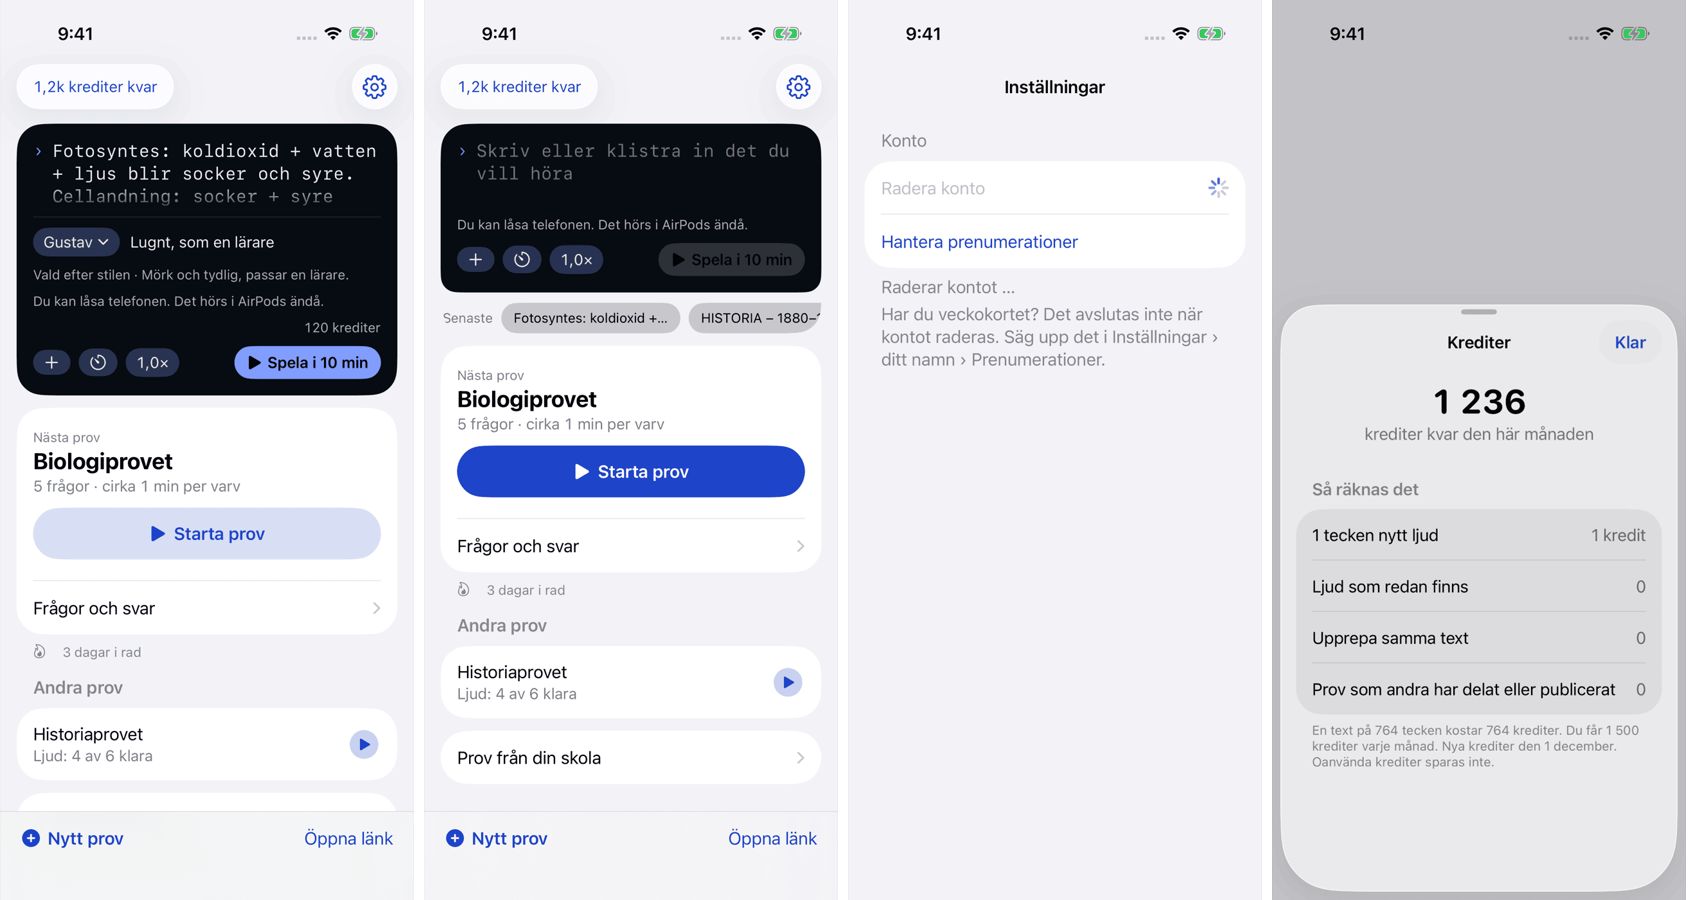 9:41
1,2k krediter kvar
› Fotosyntes: koldioxid + vatten
+ ljus blir socker och syre.
Cellandning: socker + syre
Gustav
Lugnt, som en lärare
Vald efter stilen · Mörk och tydlig, passar en lärare.
Du kan låsa telefonen. Det hörs i AirPods ändå.
120 krediter
1,0×
Spela i 10 min
Nästa prov
Biologiprovet
5 frågor · cirka 1 min per varv
Starta prov
Frågor och svar
3 dagar i rad
Andra prov
Historiaprovet
Ljud: 4 av 6 klara
Nytt prov
Öppna länk
9:41
1,2k krediter kvar
› Skriv eller klistra in det du
vill höra
Du kan låsa telefonen. Det hörs i AirPods ändå.
1,0×
Spela i 10 min
Senaste
Fotosyntes: koldioxid +...
HISTORIA – 1880–
Nästa prov
Biologiprovet
5 frågor · cirka 1 min per varv
Starta prov
Frågor och svar
3 dagar i rad
Andra prov
Historiaprovet
Ljud: 4 av 6 klara
Prov från din skola
Nytt prov
Öppna länk
9:41
Inställningar
Konto
Radera konto
Hantera prenumerationer
Raderar kontot ...
Har du veckokortet? Det avslutas inte när
kontot raderas. Säg upp det i Inställningar ›
ditt namn › Prenumerationer.
9:41
Krediter
Klar
1 236
krediter kvar den här månaden
Så räknas det
1 tecken nytt ljud 1 kredit
Ljud som redan finns 0
Upprepa samma text 0
Prov som andra har delat eller publicerat 0
En text på 764 tecken kostar 764 krediter. Du får 1 500
krediter varje månad. Nya krediter den 1 december.
Oanvända krediter sparas inte.